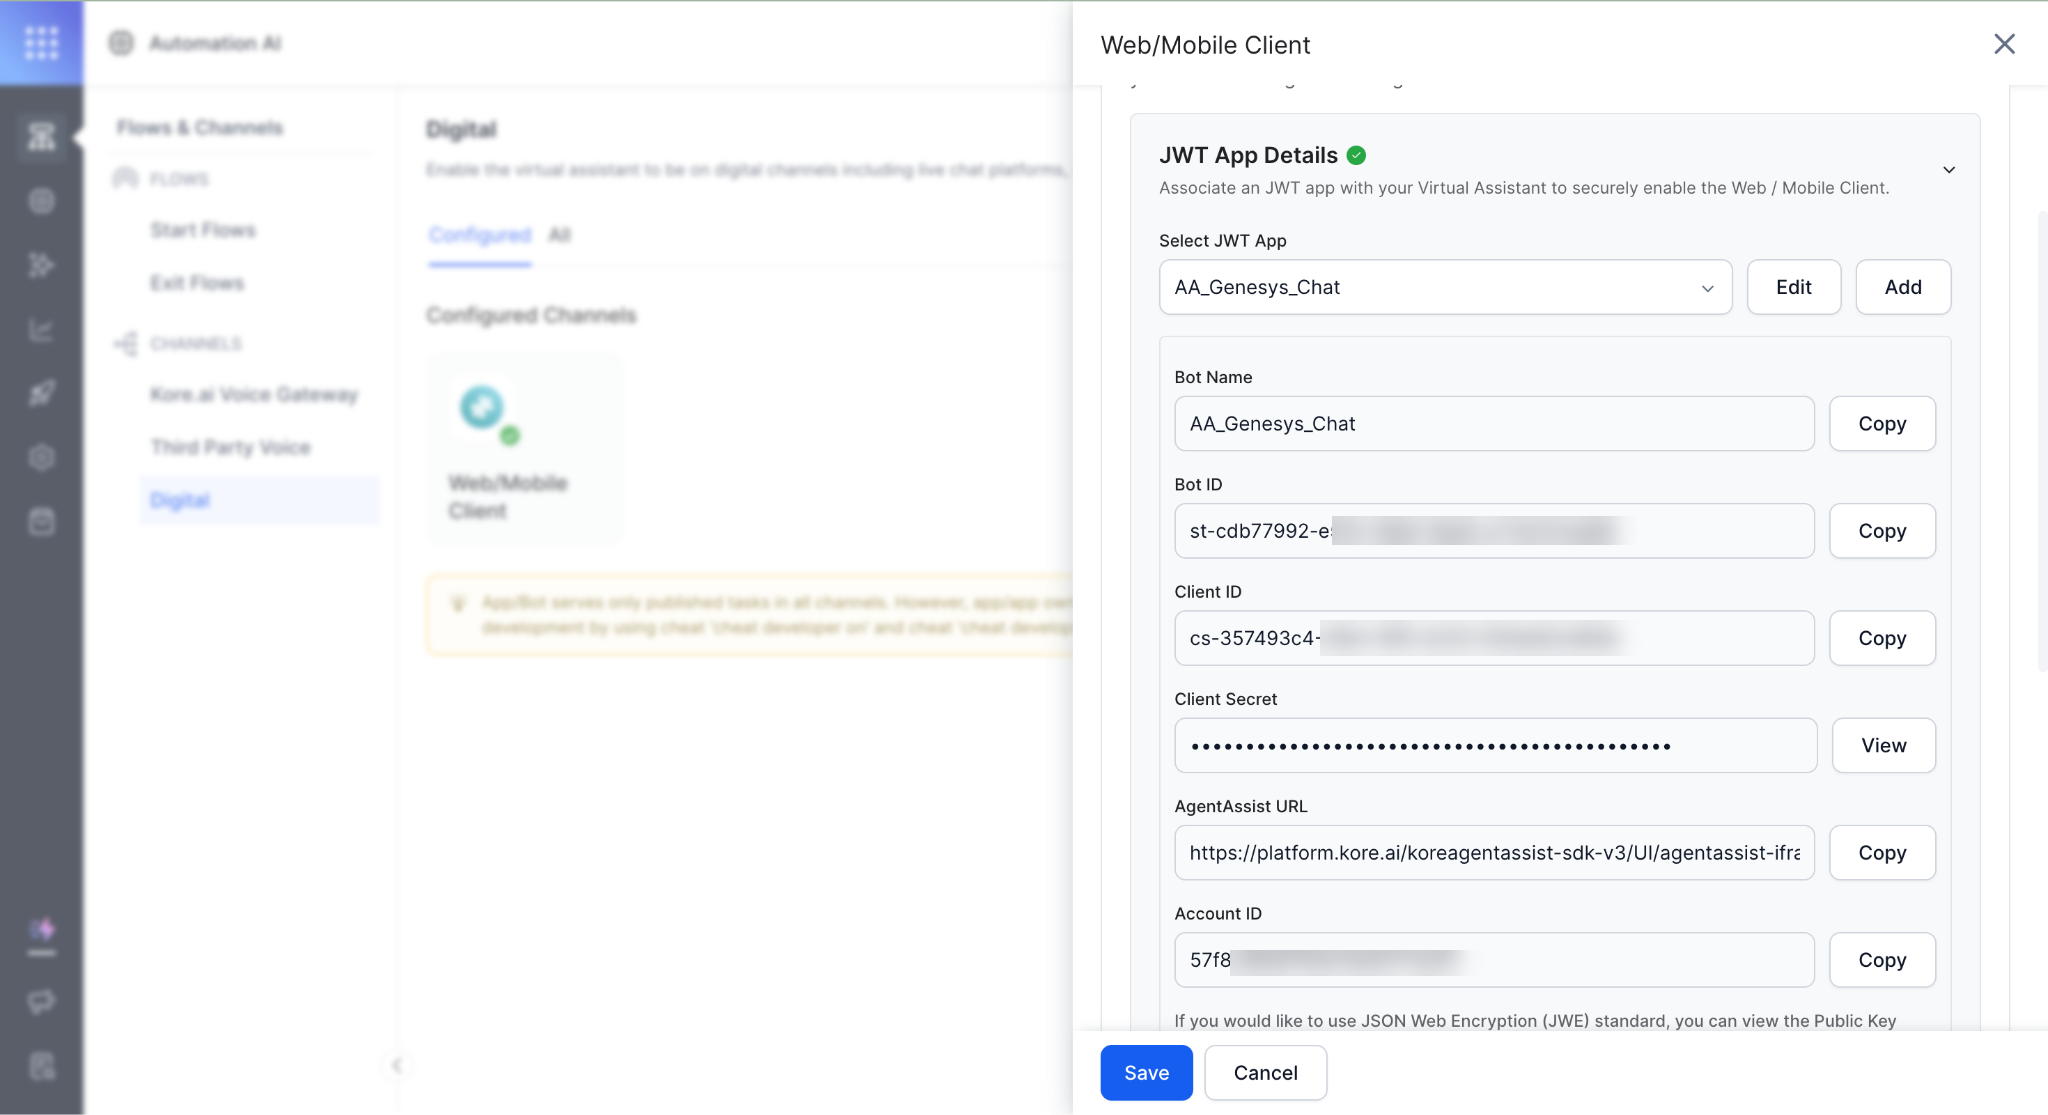 Automation AI
Flows & Channels
FLOWS
Start Flows
Exit Flows
CHANNELS
Kore.ai Voice Gateway
Third Party Voice
Digital
Digital
Enable the virtual assistant to be on digital channels including live chat platforms,
Configured
All
Configured Channels
Web/Mobile
Client
App/Bot serves only published tasks in all channels. However, app/app own
development by using cheat 'cheat developer on' and cheat 'cheat develop
Web/Mobile Client
JWT App Details
Associate an JWT app with your Virtual Assistant to securely enable the Web / Mobile Client.
Select JWT App
AA_Genesys_Chat
Edit
Add
Bot Name
AA_Genesys_Chat
Copy
Bot ID
st-cdb77992-e
Copy
Client ID
cs-357493c4-
Copy
Client Secret
••••••••••••••••••••••••••••••••••••••••••••
View
AgentAssist URL
https://platform.kore.ai/koreagentassist-sdk-v3/UI/agentassist-ifra
Copy
Account ID
57f8
Copy
If you would like to use JSON Web Encryption (JWE) standard, you can view the Public Key
Save
Cancel